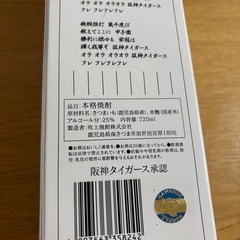 オウ オウ オウオウ 阪神タイガース
フレ フレフレフレ
鉄腕強打 幾千度び
鍛えてここに 甲子園
勝利に燃ゆる 栄冠は
輝く我等ぞ 阪神タイガース
オウ オウ オウオウ 阪神タイガース
フレ フレフレフレ
品名：本格焼酎
原材料名：さつまいも(鹿児島県産)、米麹(国産米)
アルコール分：25% 内容量：720ml
製造者：吹上焼酎株式会社
鹿児島県南さつま市加世田宮原1806
阪神タイガース承認